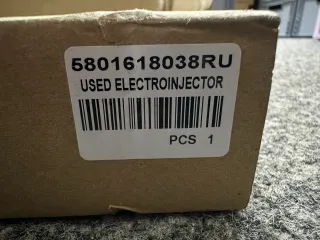 5801618038RU
USED ELECTROINJECTOR
PCS 1